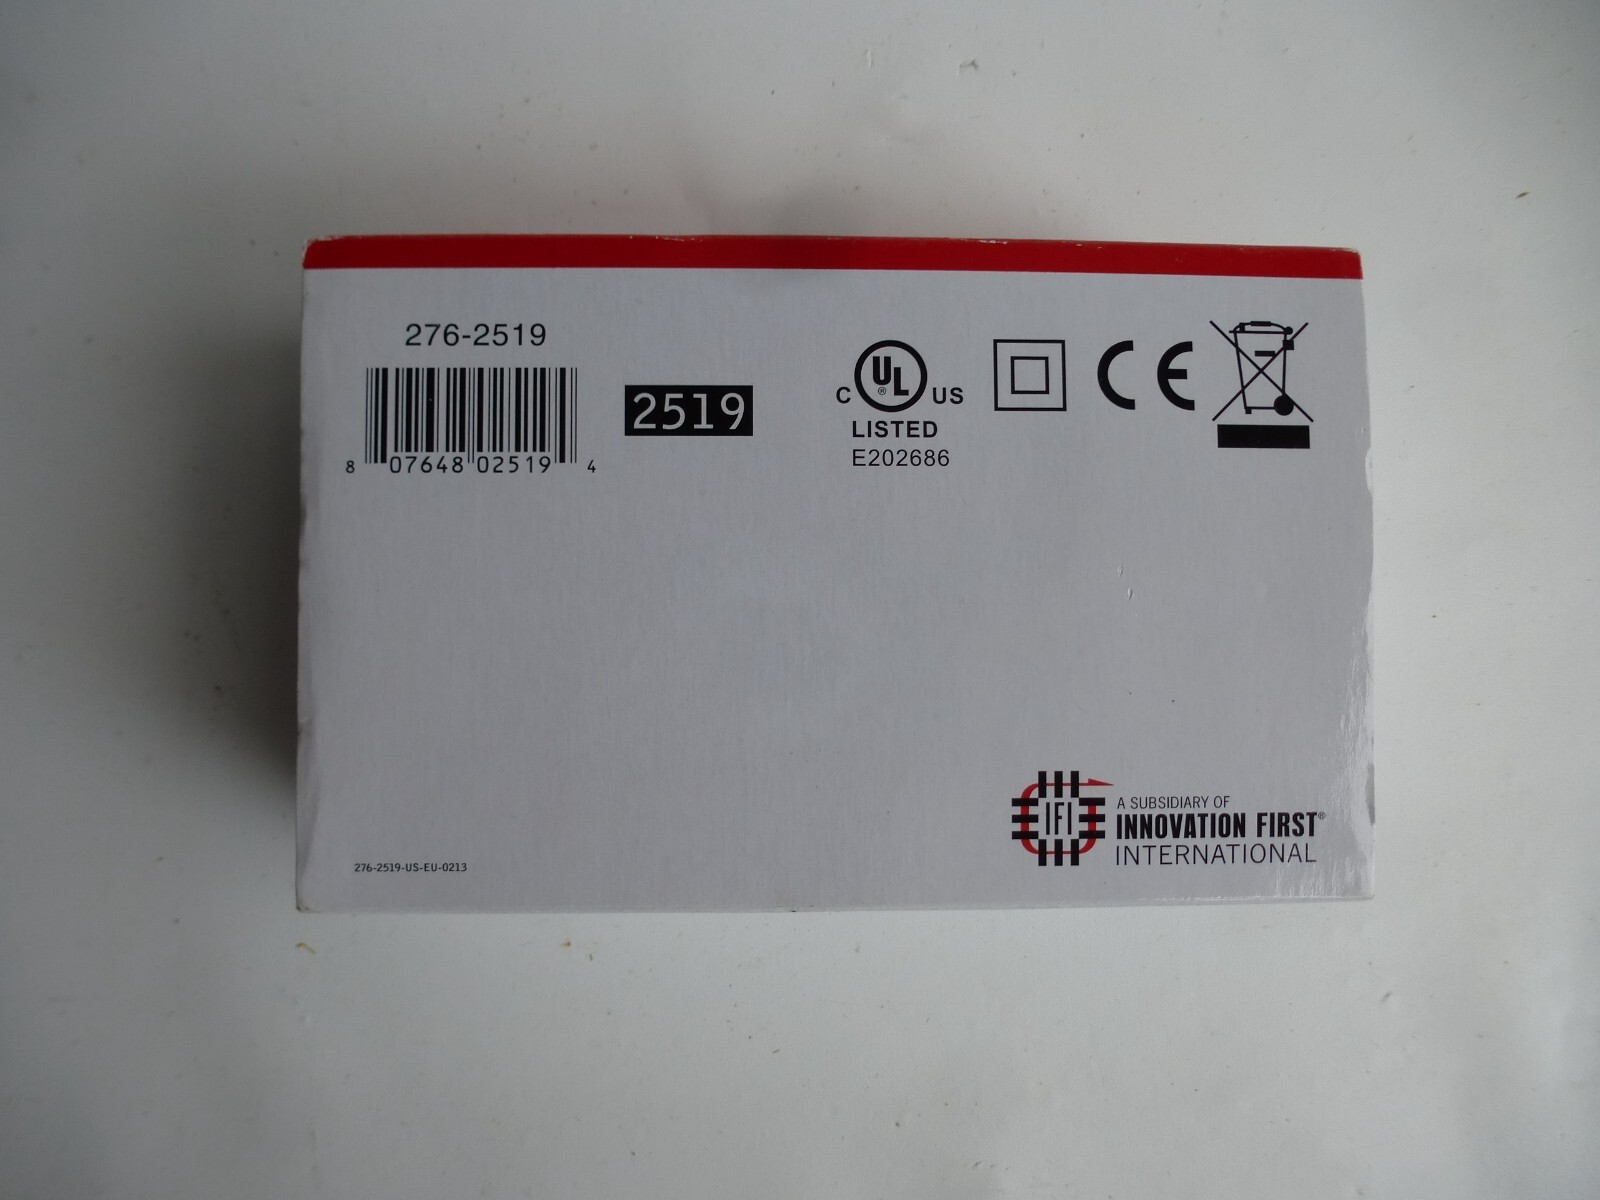 276-2519
8 07648 02519 4
2519
C UL® US
LISTED
E202686
CE
276-2519-US-EU-0213
IFI
A SUBSIDIARY OF
INNOVATION FIRST®
INTERNATIONAL